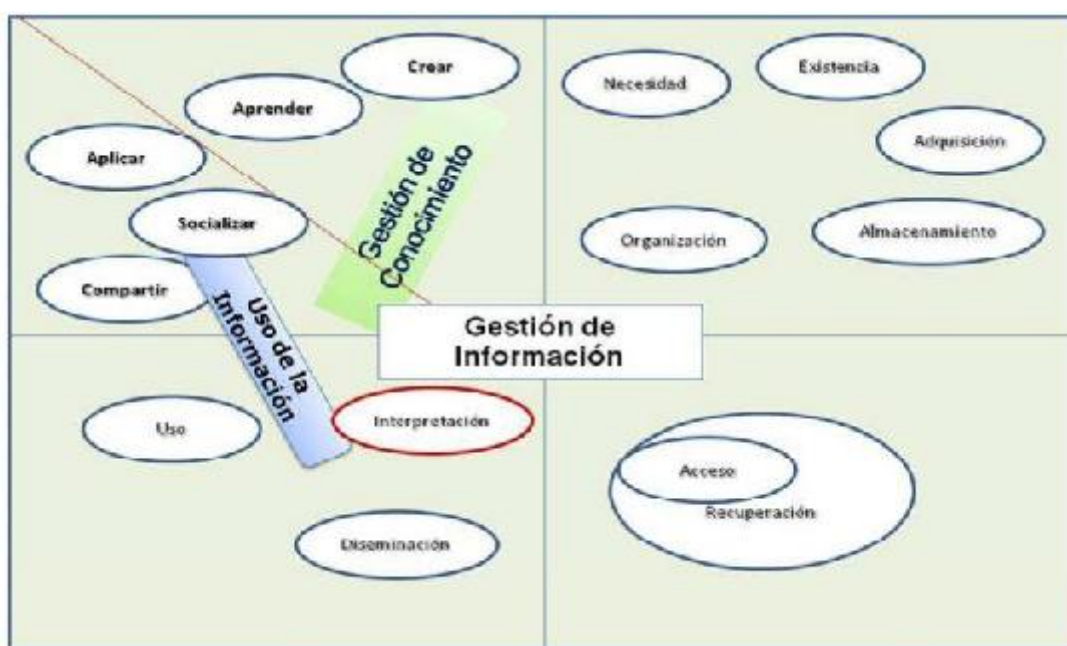 Crear
Aprender
Aplicar
Socializar
Compartir
Gestión de
Conocimiento
Uso de la
Información
Necesidad
Existencia
Adquisición
Organización
Almacenamiento
Gestión de
Información
Uso
Interpretación
Diseminación
Acceso
Recuperación